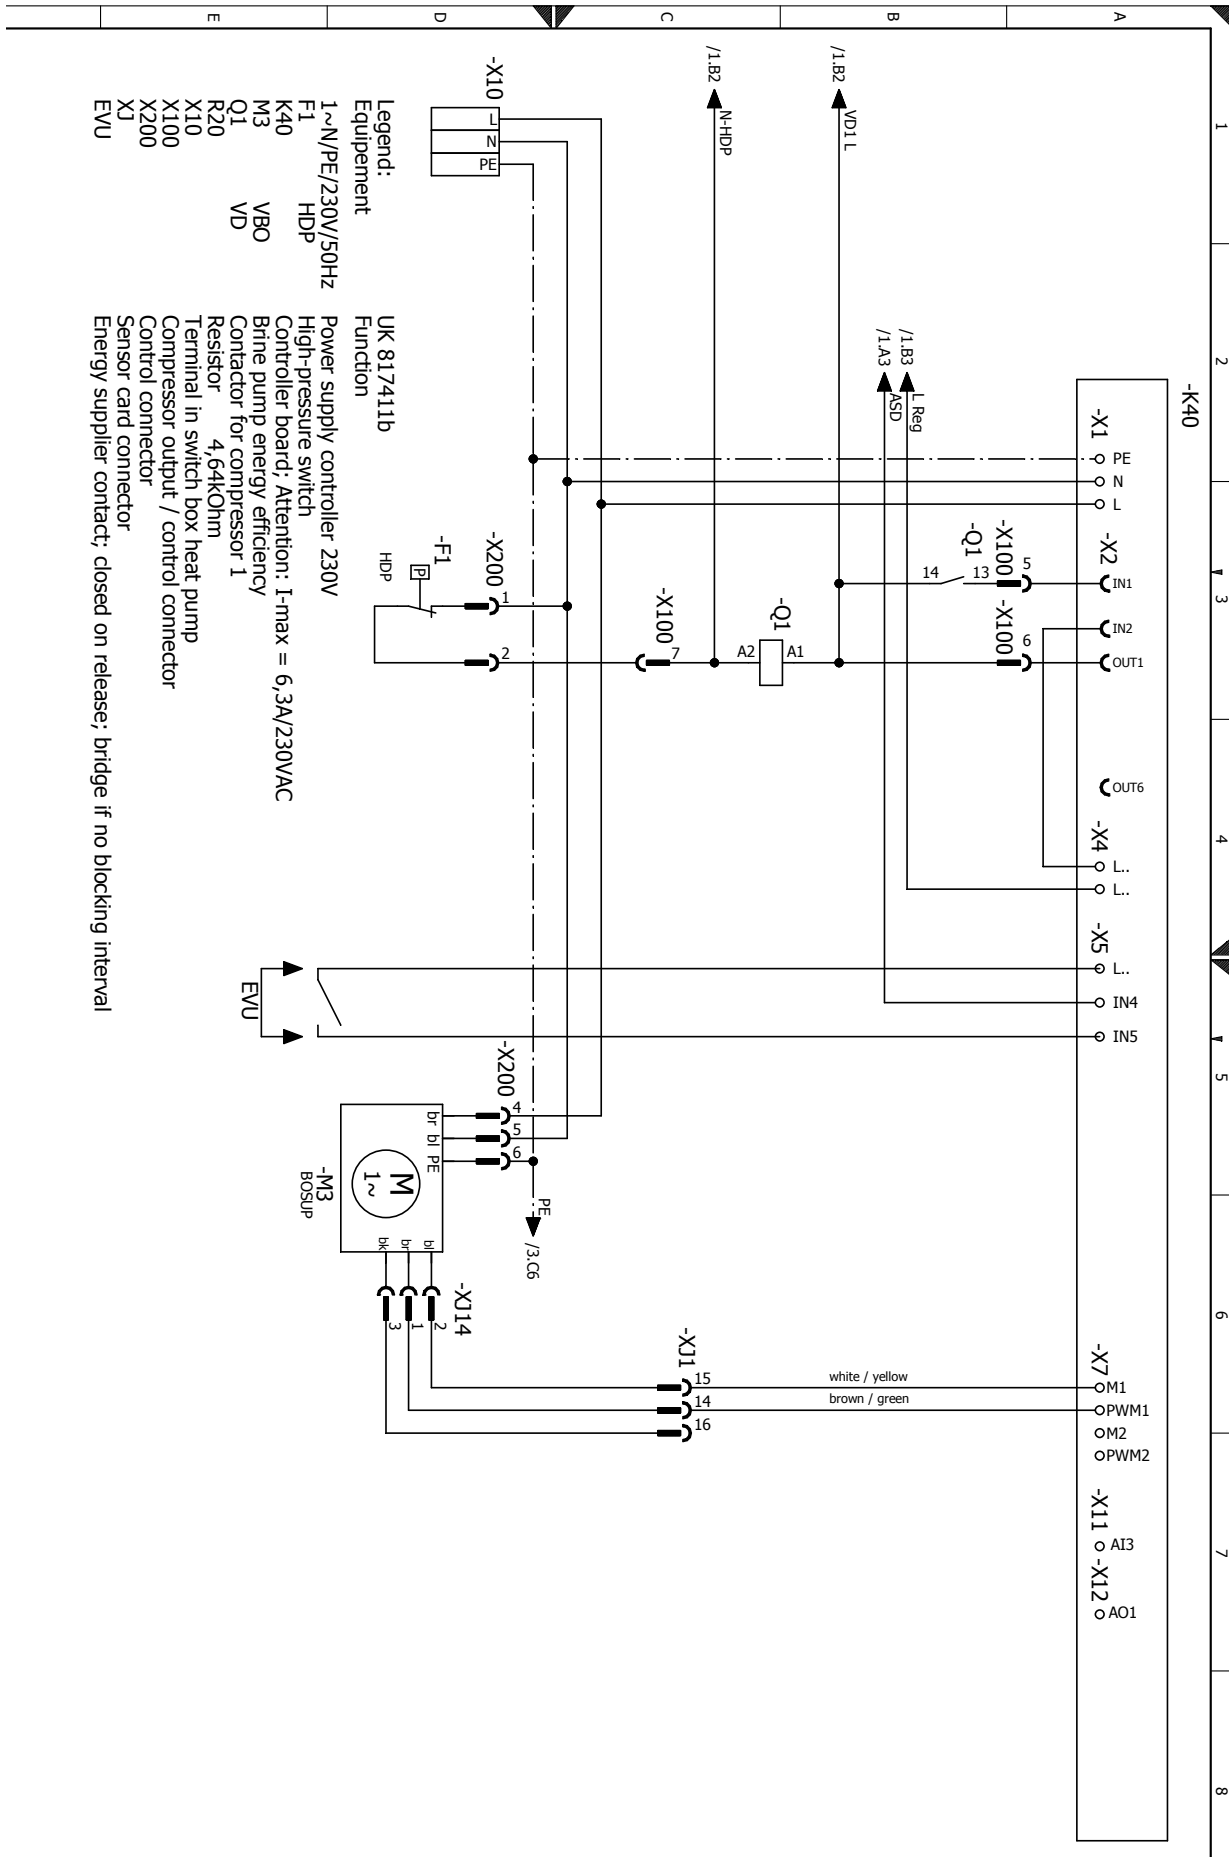 A
B
C
D
E
1
2
3
4
5
6
7
8
-K40
-X1
PE
N
L
-X2
IN1
IN2
OUT1
OUT6
-X4
L..
L..
-X5
L..
IN4
IN5
-X7
M1
PWM1
M2
PWM2
-X11
AI3
-X12
AO1
-X100
5
-Q1
13
14
-X100
6
/1.B3
L Reg
/1.A3
ASD
/1.B2
VD1 L
/1.B2
N-HDP
-Q1
A1
A2
-X100
7
white / yellow
brown / green
-XJ1
15
14
16
-X10
L
N
PE
-X200
1
2
-F1
P
HDP
-X200
4
5
6
PE
/3.C6
br
bl
PE
M
1~
-M3
BOSUP
bl
br
bk
-XJ14
2
1
3
EVU
Legend: UK 817411b
Equipement Function
1~N/PE/230V/50Hz Power supply controller 230V
F1 HDP High-pressure switch
K40 Controller board; Attention: I-max = 6,3A/230VAC
M3 VBO Brine pump energy efficiency
Q1 VD Contactor for compressor 1
R20 Resistor 4,64kOhm
X10 Terminal in switch box heat pump
X100 Compressor output / control connector
X200 Control connector
XJ Sensor card connector
EVU Energy supplier contact; closed on release; bridge if no blocking interval